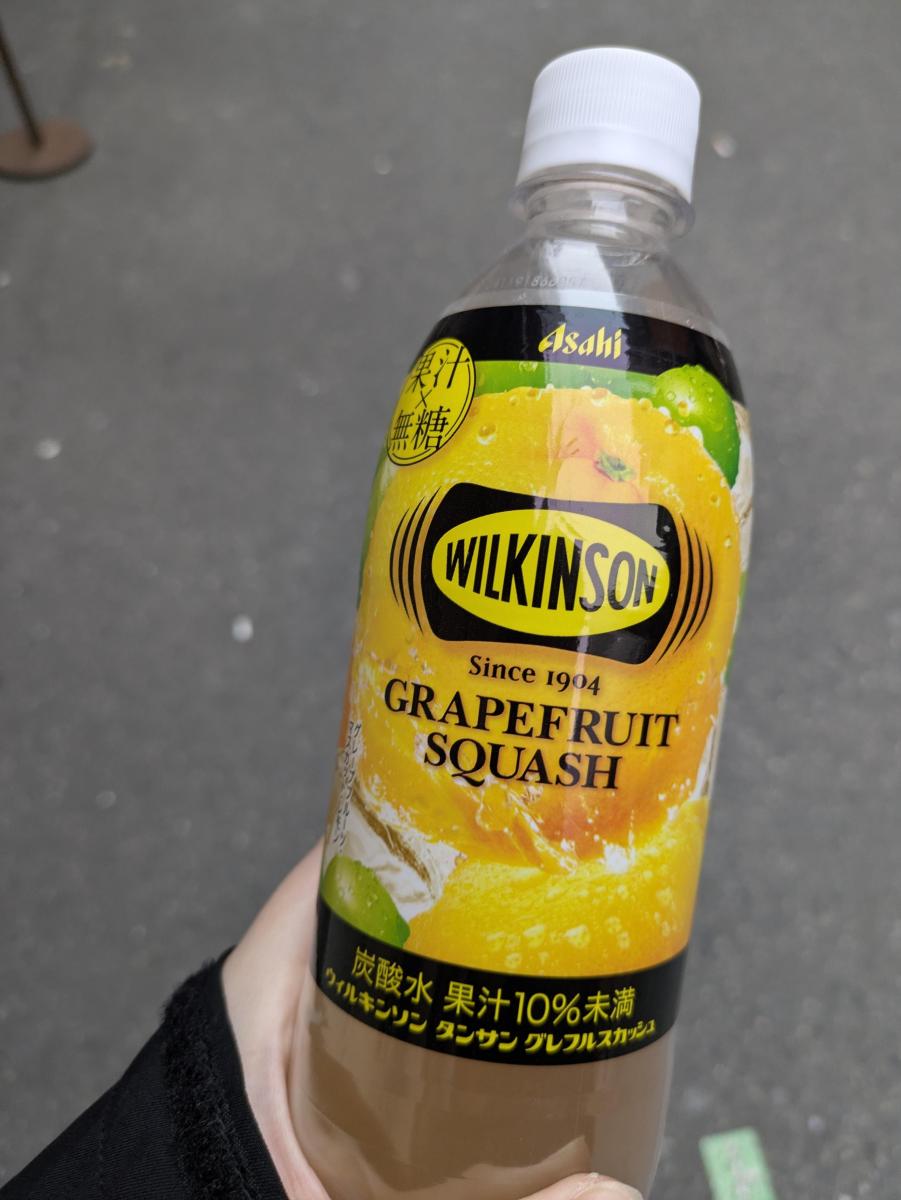 Asahi
果汁
×
無糖
WILKINSON
Since 1904
GRAPEFRUIT
SQUASH
炭酸水 果汁10%未満
ウィルキンソン タンサン グレフルスカッシュ